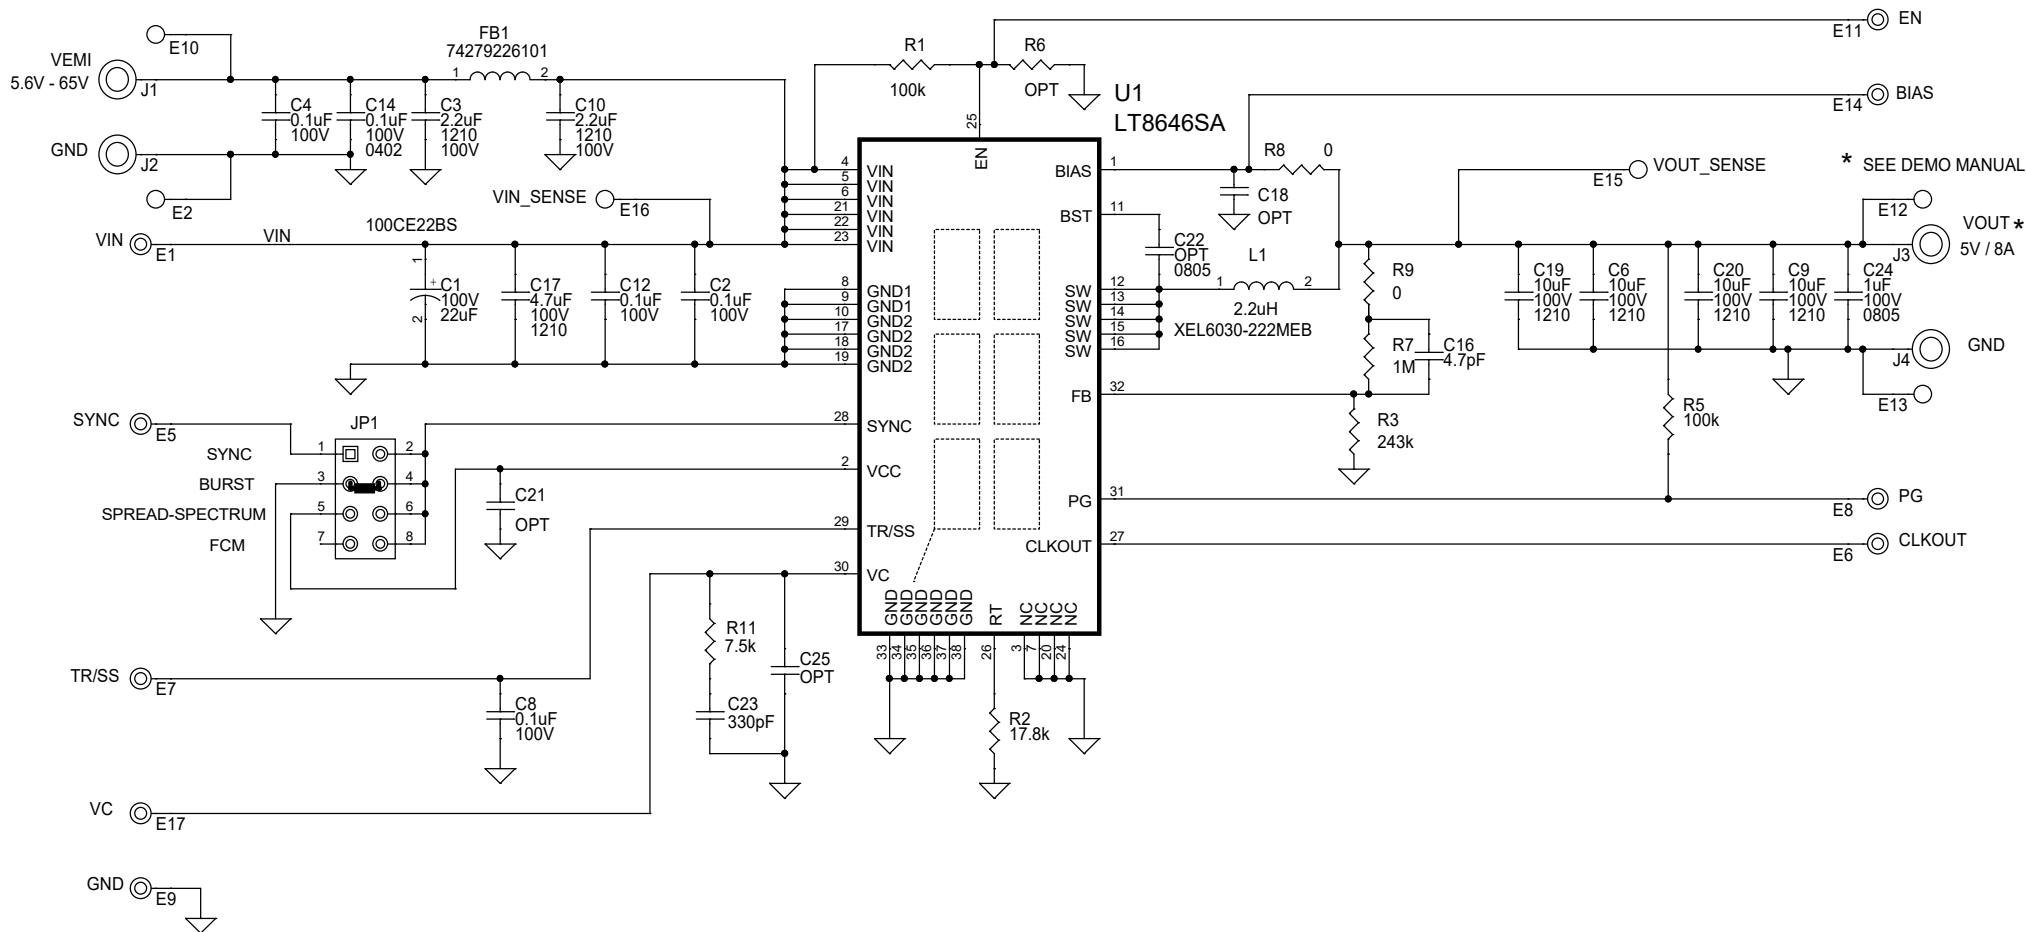 EN
E11
E10
VEMI
5.6V - 65V
J1
FB1
74279226101
1
2
R1
100k
R6
OPT
BIAS
E14
U1
LT8646SA
C4
0.1uF
100V
C14
0.1uF
100V
0402
C3
2.2uF
1210
100V
C10
2.2uF
1210
100V
GND
J2
E2
25
EN
4
VIN
5
VIN
6
VIN
21
VIN
22
VIN
23
VIN
BIAS
1
R8
0
C18
OPT
BST
11
C22
OPT
0805
L1
1
2
2.2uH
XEL6030-222MEB
VOUT_SENSE
E15
* SEE DEMO MANUAL
E12
VOUT *
5V / 8A
J3
VIN_SENSE
E16
VIN
E1
VIN
100CE22BS
1
+
2
C1
100V
22uF
C17
4.7uF
100V
1210
C12
0.1uF
100V
C2
0.1uF
100V
8
GND1
9
GND1
10
GND2
17
GND2
18
GND2
19
GND2
SW
12
SW
13
SW
14
SW
15
SW
16
R9
0
R7
1M
C16
4.7pF
C19
10uF
100V
1210
C6
10uF
100V
1210
C20
10uF
100V
1210
C9
10uF
100V
1210
C24
1uF
100V
0805
J4
GND
E13
FB
32
R3
243k
R5
100k
SYNC
E5
JP1
SYNC
1
2
BURST
3
4
SPREAD-SPECTRUM
5
6
FCM
7
8
28
SYNC
2
VCC
C21
OPT
29
TR/SS
30
VC
PG
31
E8
PG
CLKOUT
27
E6
CLKOUT
GND
GND
GND
GND
GND
GND
RT
NC
NC
NC
NC
33
34
35
36
37
38
26
3
7
20
24
R11
7.5k
C25
OPT
C23
330pF
R2
17.8k
TR/SS
E7
C8
0.1uF
100V
VC
E17
GND
E9